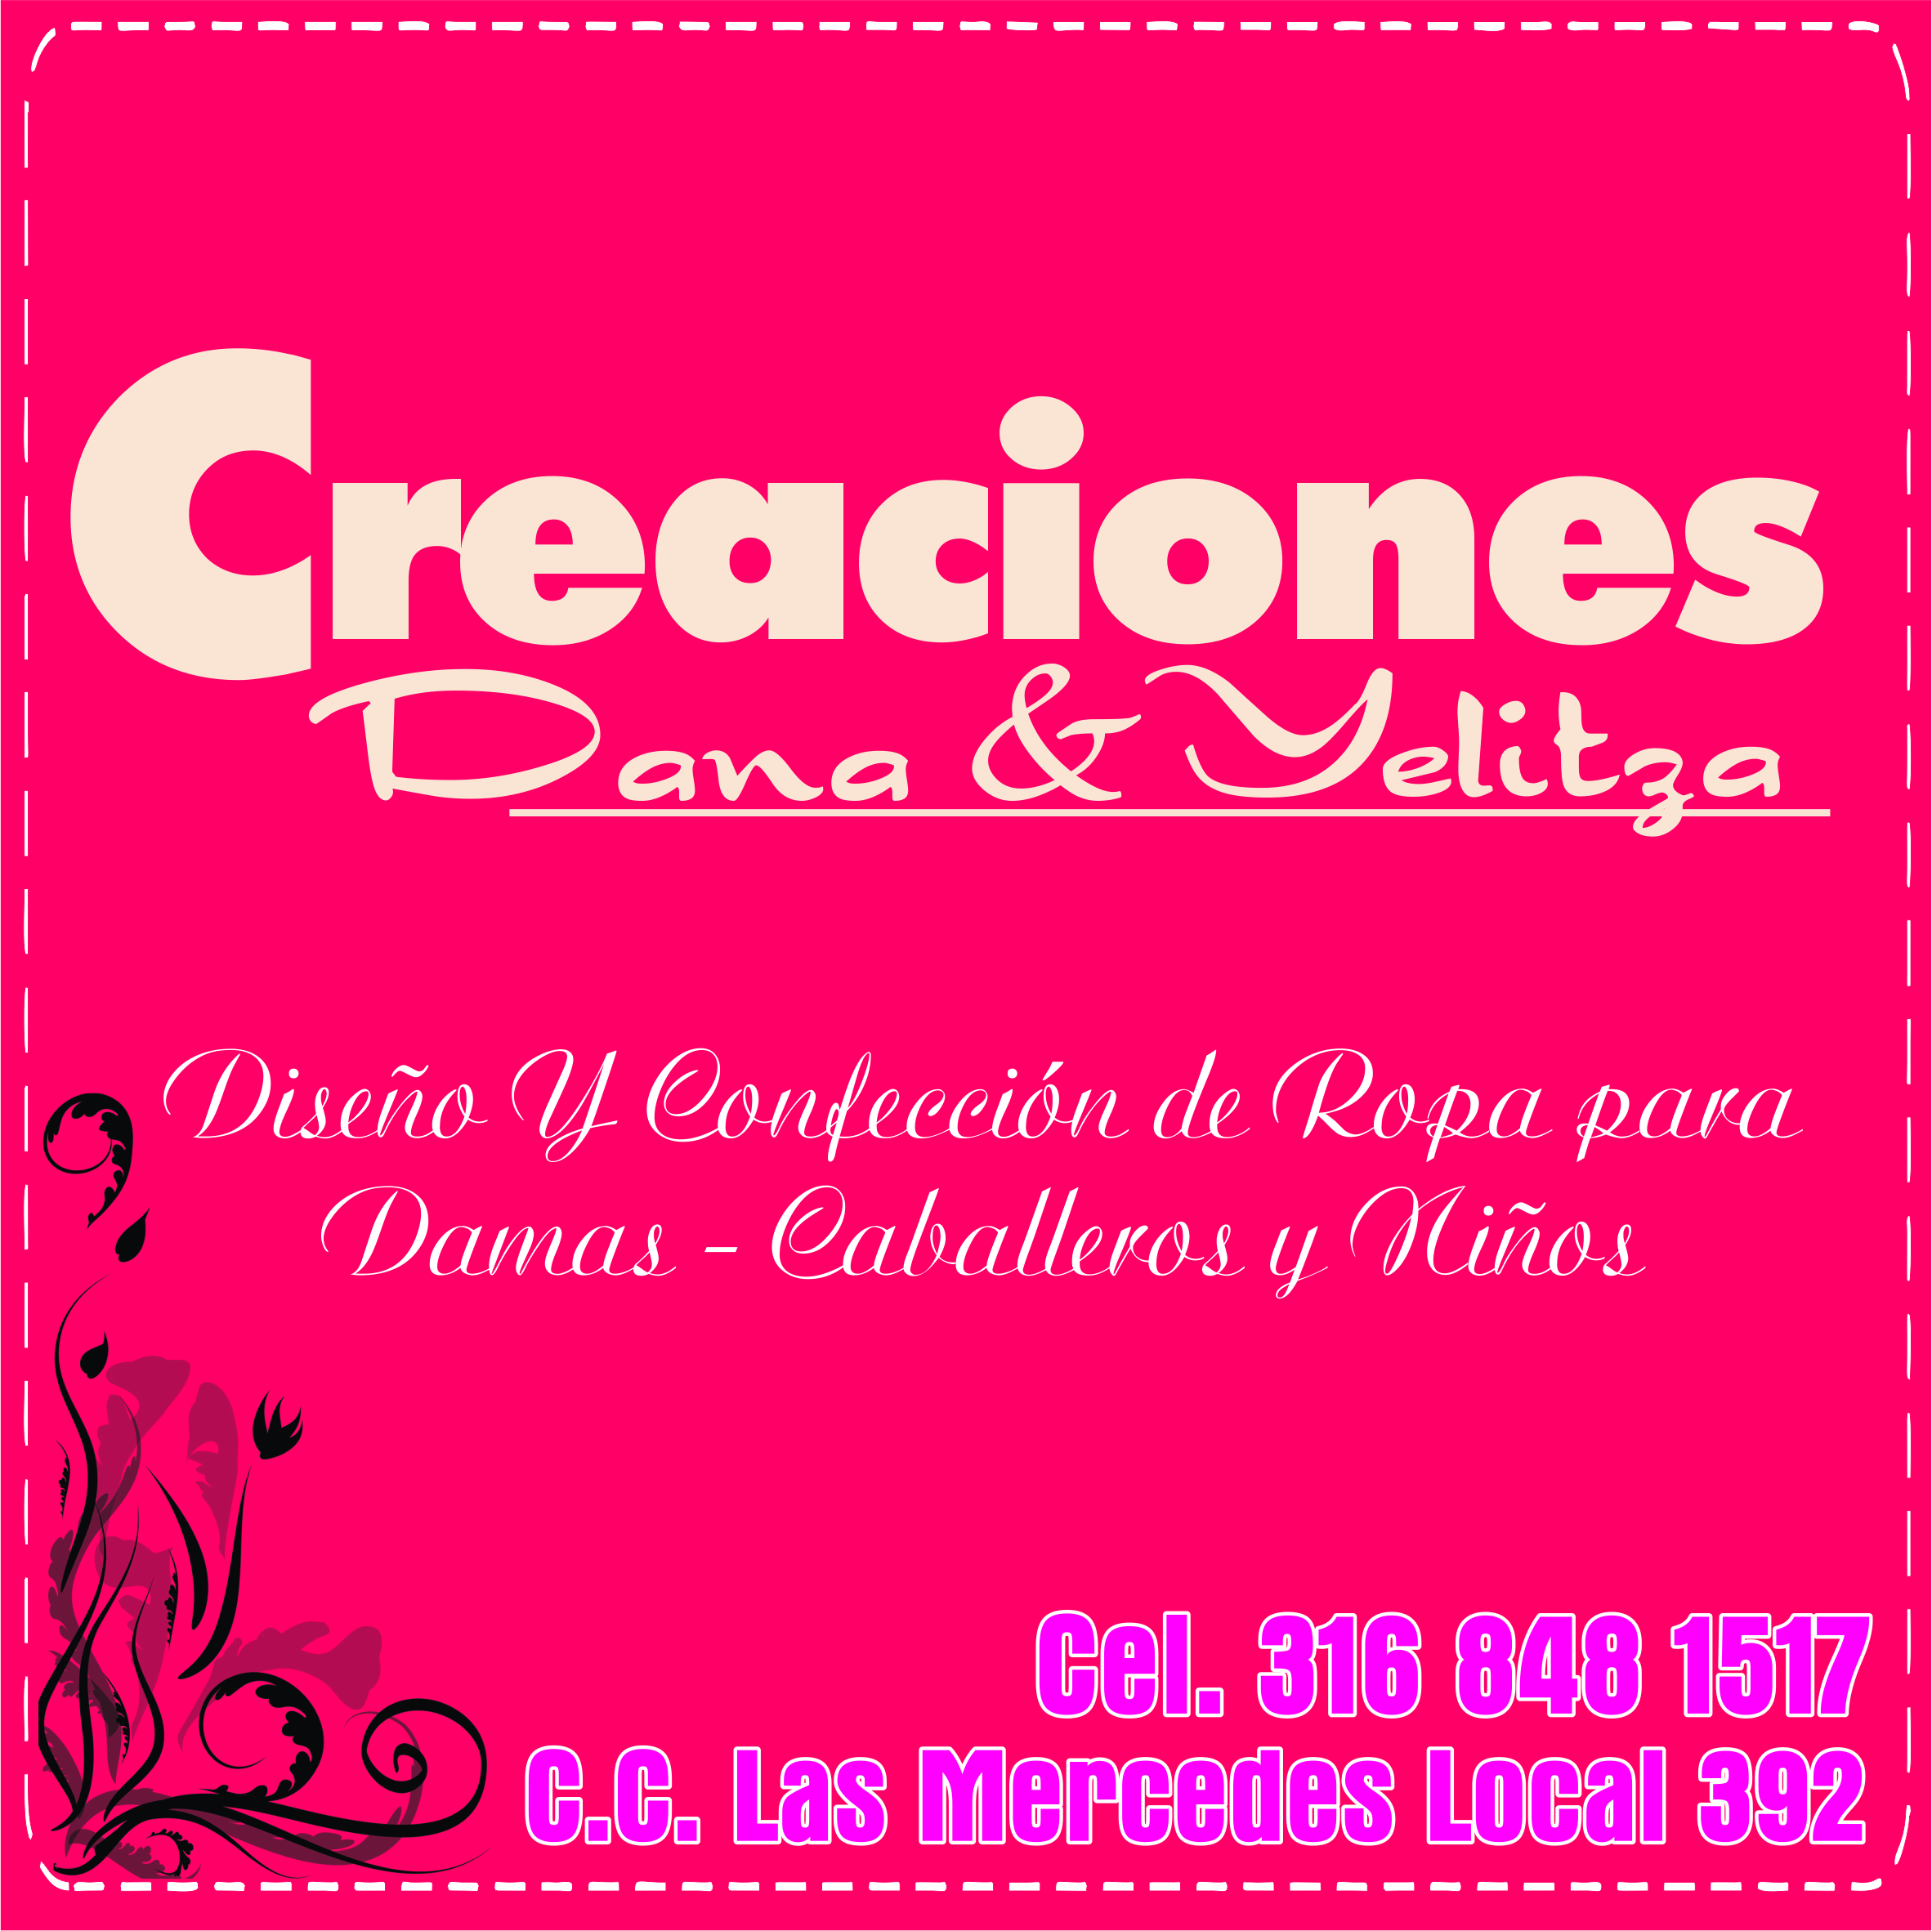 Creaciones
Dana & Yelitza
Diseño Y Confección de Ropa para
Damas - Caballeros y Niños
Cel. 316 848 1517
C.C. Las Mercedes Local 392